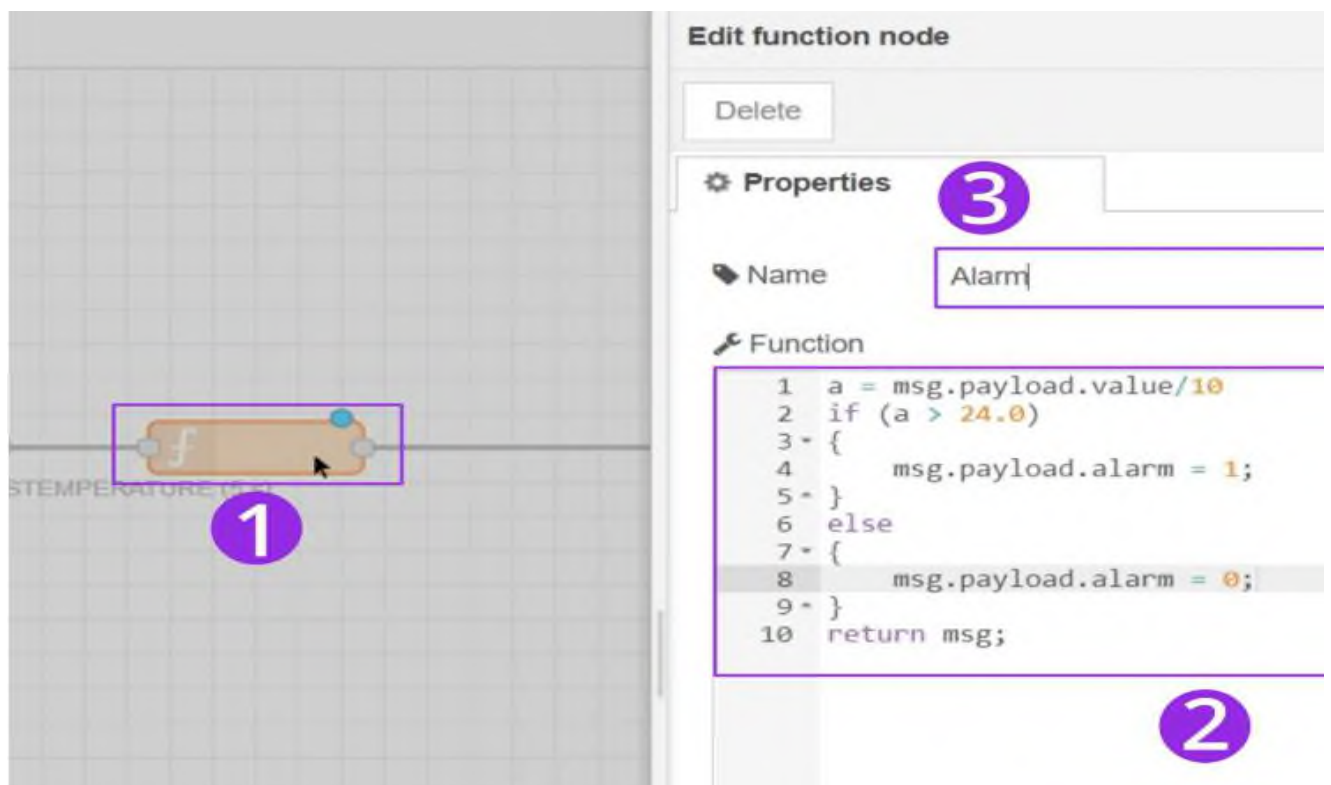 Edit function node
Delete
Properties
3
Name
Alarm
Function
1 a = msg.payload.value/10
2 if (a > 24.0)
3 {
4 msg.payload.alarm = 1;
5 }
6 else
7 {
8 msg.payload.alarm = 0;
9 }
10 return msg;
STEMPERATURE (5 s)
1
2